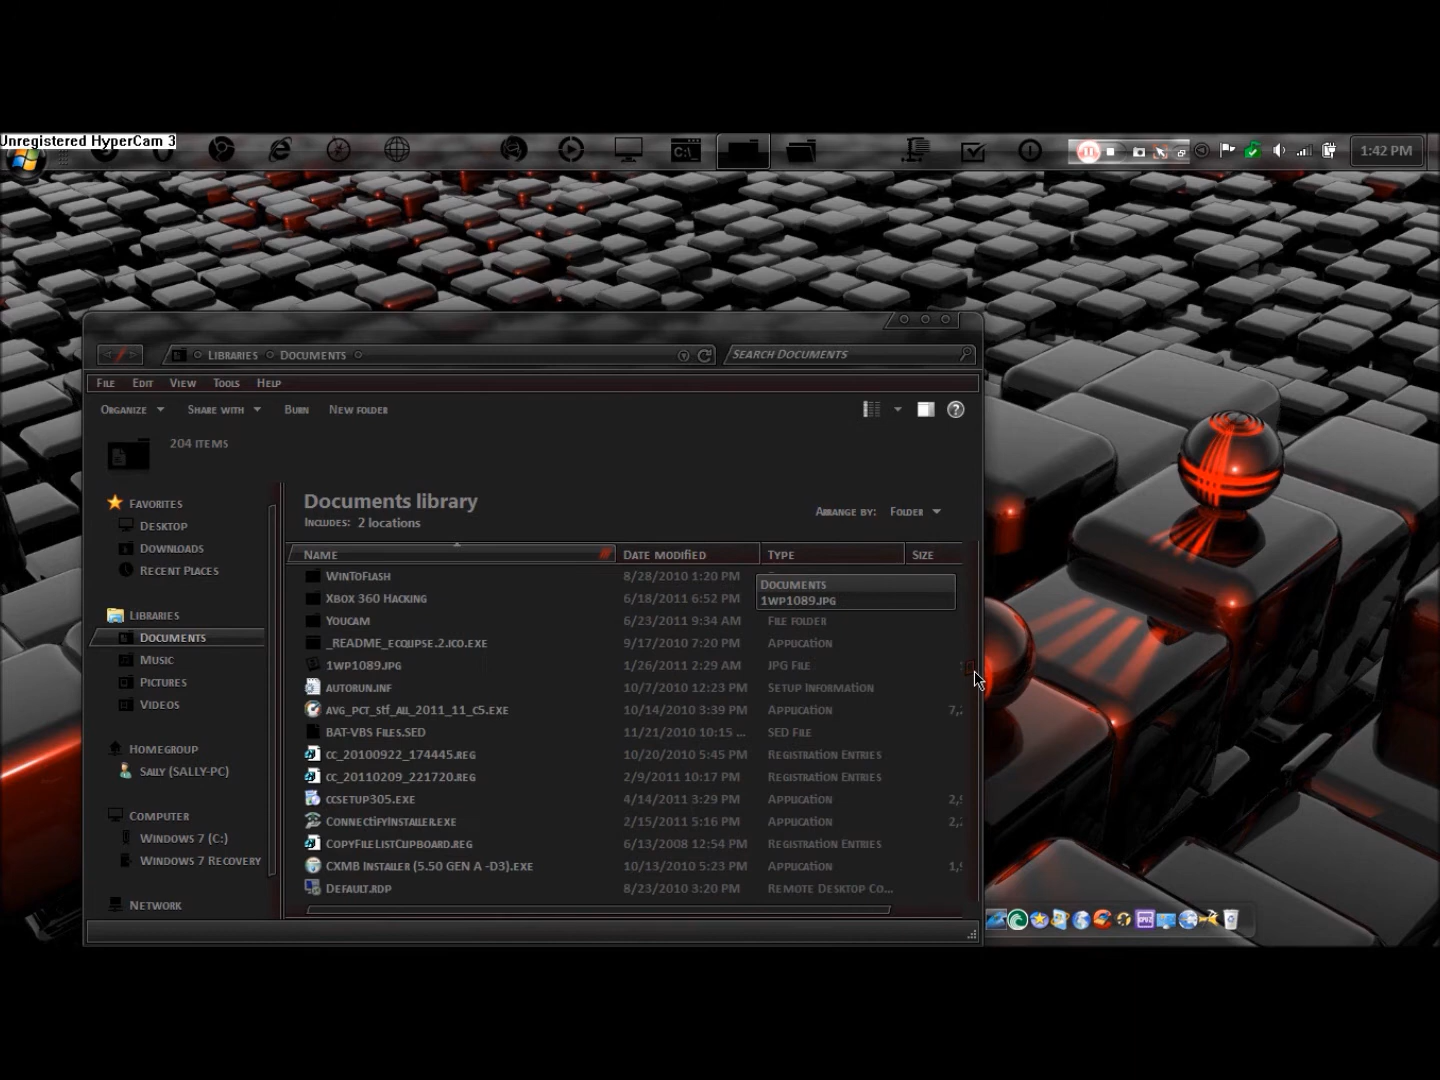 Unregistered HyperCam 3
C:\
1:42 PM
LIBRARIES DOCUMENTS
SEARCH DOCUMENTS
FILE EDIT VIEW TOOLS HELP
ORGANIZE SHARE WITH BURN NEW FOLDER
204 ITEMS
FAVORITES
DESKTOP
DOWNLOADS
RECENT PLACES
LIBRARIES
DOCUMENTS
MUSIC
PICTURES
VIDEOS
HOMEGROUP
SALLY (SALLY-PC)
COMPUTER
WINDOWS 7 (C:)
WINDOWS 7 RECOVERY
NETWORK
Documents library
INCLUDES: 2 locations
ARRANGE BY: FOLDER
NAME DATE MODIFIED TYPE SIZE
WINTOFLASH 8/28/2010 1:20 PM
XBOX 360 HACKING 6/18/2011 6:52 PM
YOUCAM 6/23/2011 9:34 AM FILE FOLDER
_README_ECQUIPSE.2.ICO.EXE 9/17/2010 7:20 PM APPLICATION
1WP1089.JPG 1/26/2011 2:29 AM JPG FILE
AUTORUN.INF 10/7/2010 12:23 PM SETUP INFORMATION
AVG_PCT_STF_ALL_2011_11_C5.EXE 10/14/2010 3:39 PM APPLICATION 7,2
BAT-VBS FILES.SED 11/21/2010 10:15 ... SED FILE
CC_20100922_174445.REG 10/20/2010 5:45 PM REGISTRATION ENTRIES
CC_20110209_221720.REG 2/9/2011 10:17 PM REGISTRATION ENTRIES
CCSETUP305.EXE 4/14/2011 3:29 PM APPLICATION 2,9
CONNECTIFYINSTALLER.EXE 2/15/2011 5:16 PM APPLICATION 2,2
COPYFILELISTCLIPBOARD.REG 6/13/2008 12:54 PM REGISTRATION ENTRIES
CXMB INSTALLER (5.50 GEN A -D3).EXE 10/13/2010 5:23 PM APPLICATION 1,9
DEFAULT.RDP 8/23/2010 3:20 PM REMOTE DESKTOP CO...
DOCUMENTS
1WP1089.JPG